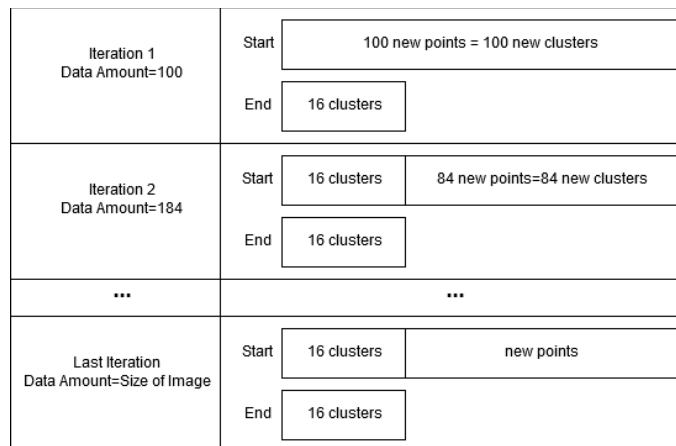 Iteration 1
Data Amount=100
Start
100 new points = 100 new clusters
End
16 clusters
Iteration 2
Data Amount=184
Start
16 clusters
84 new points=84 new clusters
End
16 clusters
...
...
Last Iteration
Data Amount=Size of Image
Start
16 clusters
new points
End
16 clusters